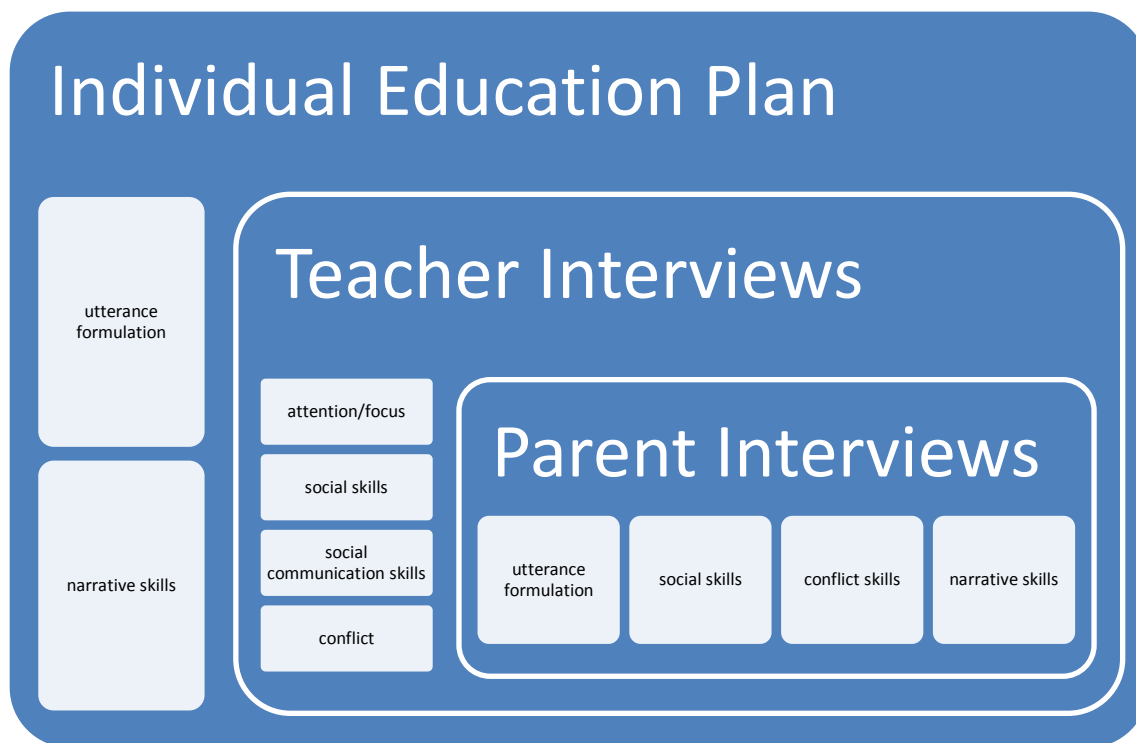 Individual Education Plan
utterance
formulation
narrative skills
Teacher Interviews
attention/focus
social skills
social
communication skills
conflict
Parent Interviews
utterance
formulation
social skills
conflict skills
narrative skills